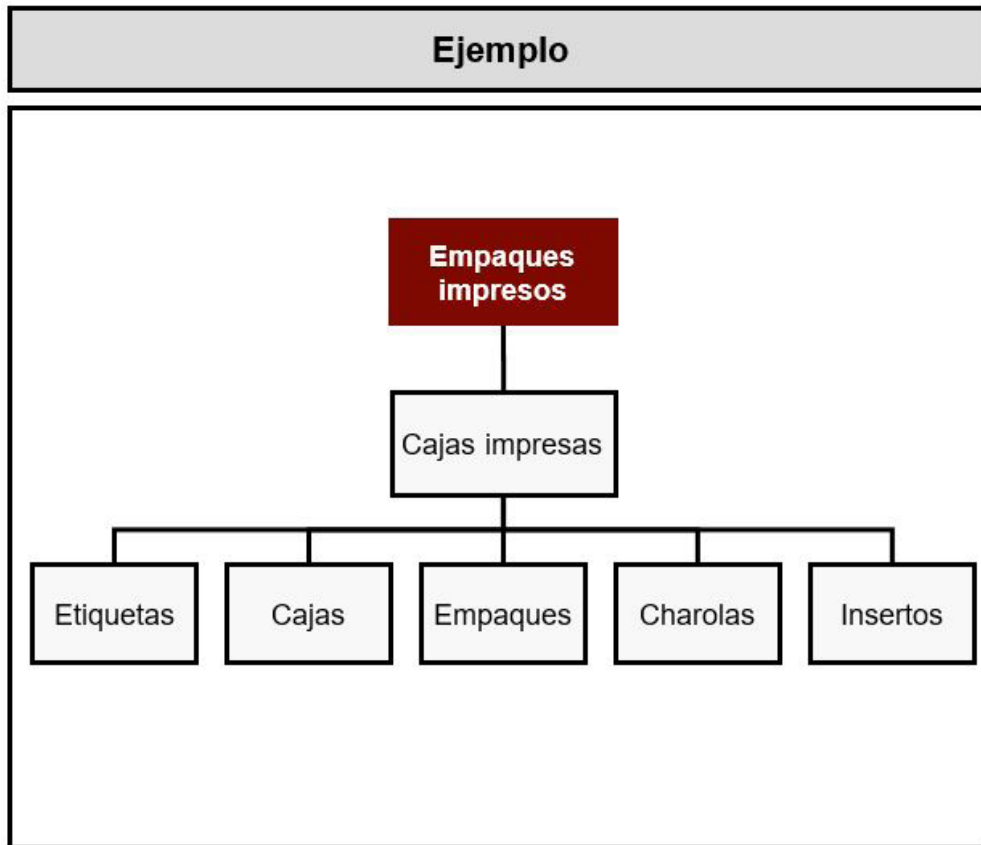 Ejemplo
Empaques
impresos
Cajas impresas
Etiquetas
Cajas
Empaques
Charolas
Insertos